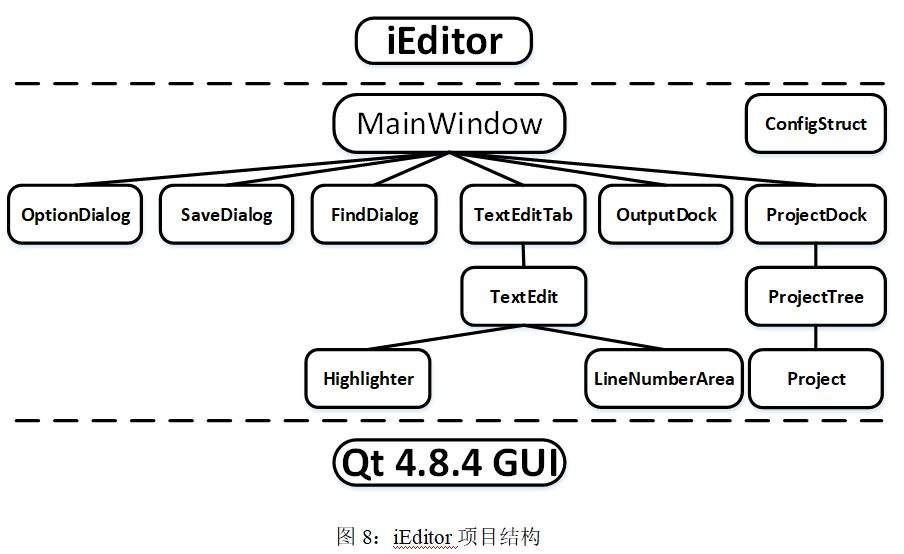 iEditor
MainWindow
ConfigStruct
OptionDialog
SaveDialog
FindDialog
TextEditTab
OutputDock
ProjectDock
TextEdit
ProjectTree
Highlighter
LineNumberArea
Project
Qt 4.8.4 GUI
图 8：iEditor 项目结构